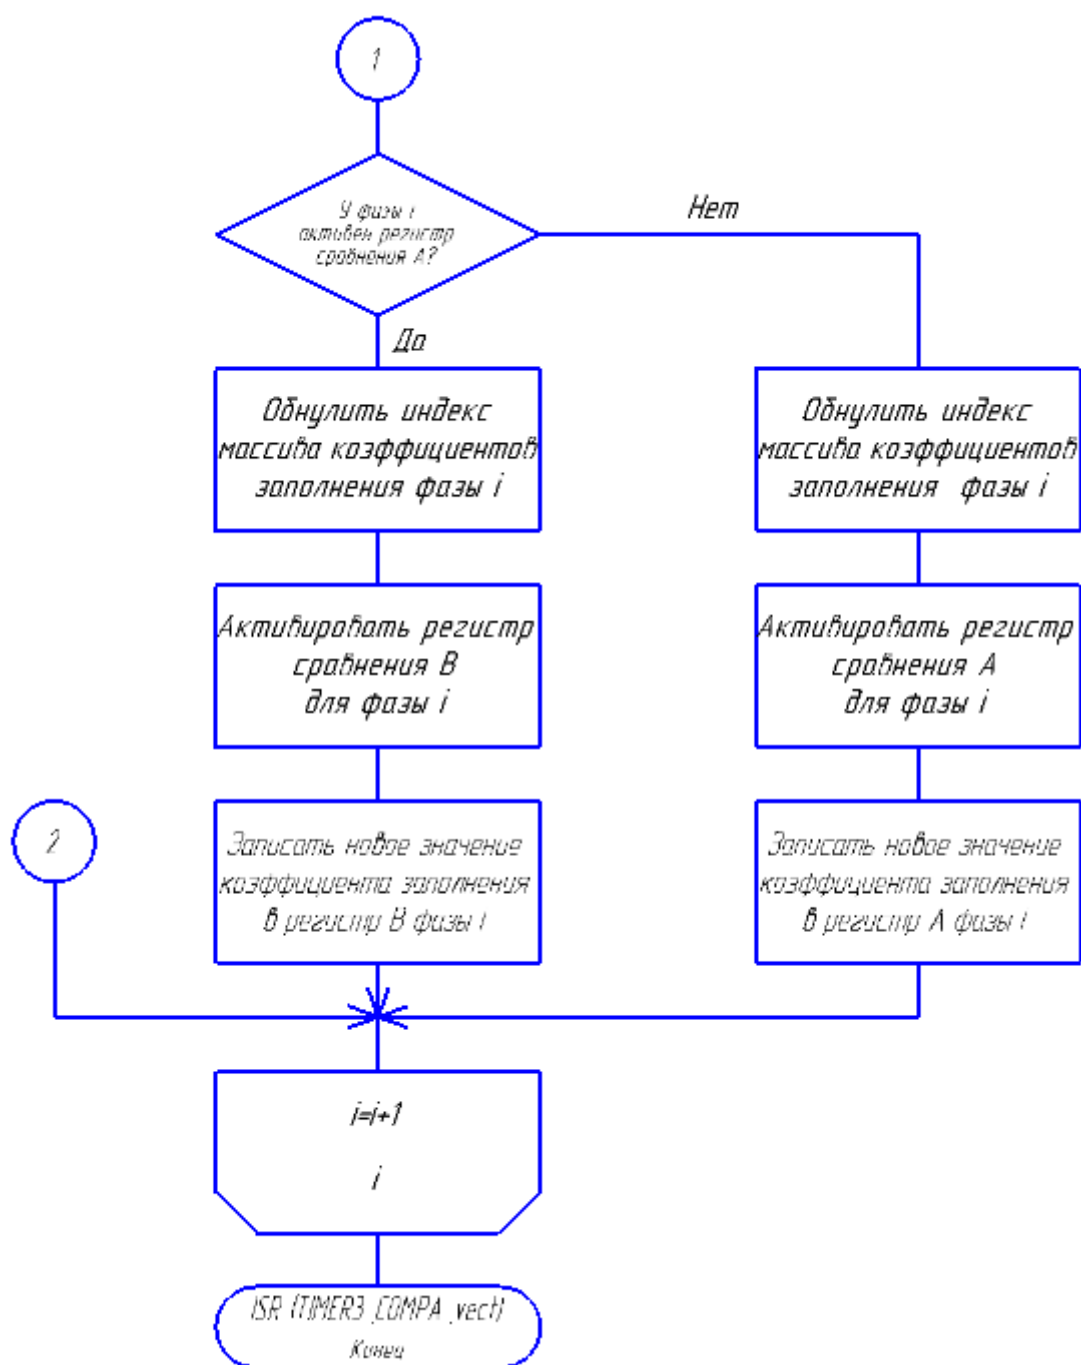 1
У фазы i
активен регистр
сравнения А?
Нет
Да
Обнулить индекс
массива коэффициентов
заполнения фазы i
Обнулить индекс
массива коэффициентов
заполнения фазы i
Активировать регистр
сравнения В
для фазы i
Активировать регистр
сравнения А
для фазы i
2
Записать новое значение
коэффициента заполнения
в регистр В фазы i
Записать новое значение
коэффициента заполнения
в регистр А фазы i
i=i+1
i
ISR (TIMER3_COMPA_vect)
Конец